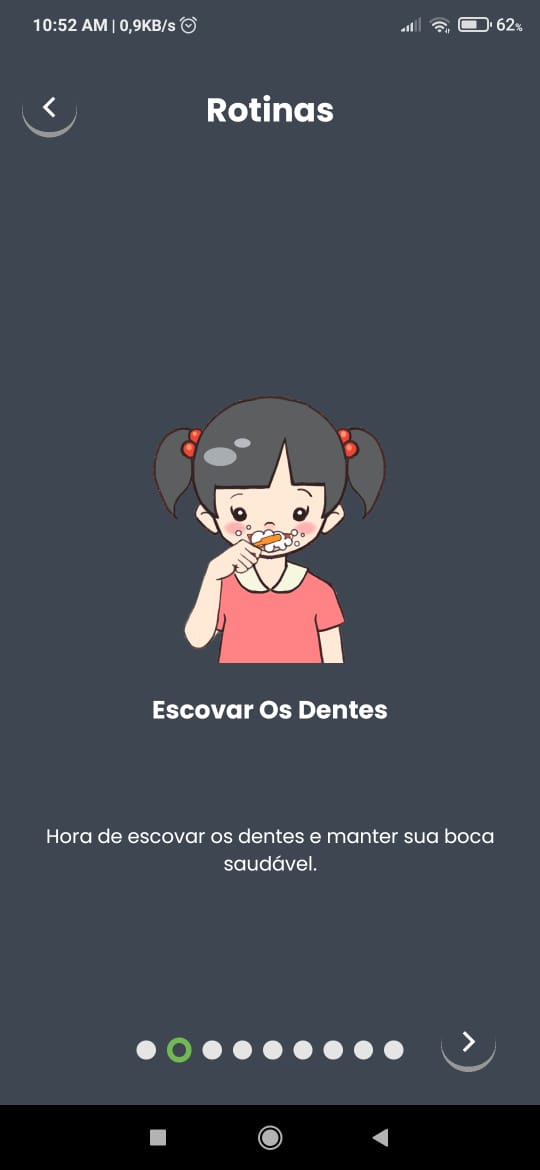 10:52 AM | 0,9KB/s
62%
Rotinas
Escovar Os Dentes
Hora de escovar os dentes e manter sua boca
saudável.